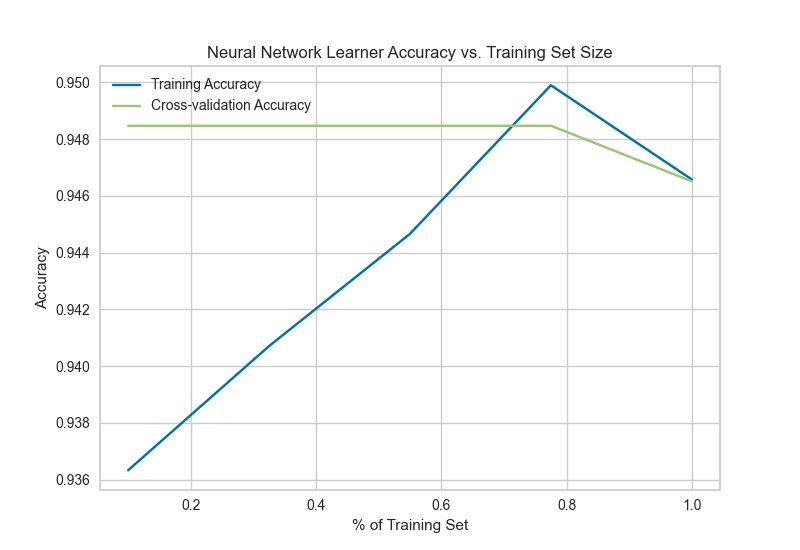 Neural Network Learner Accuracy vs. Training Set Size
Training Accuracy
Cross-validation Accuracy
0.950
0.948
0.946
0.944
0.942
0.940
0.938
0.936
Accuracy
0.2 0.4 0.6 0.8 1.0
% of Training Set